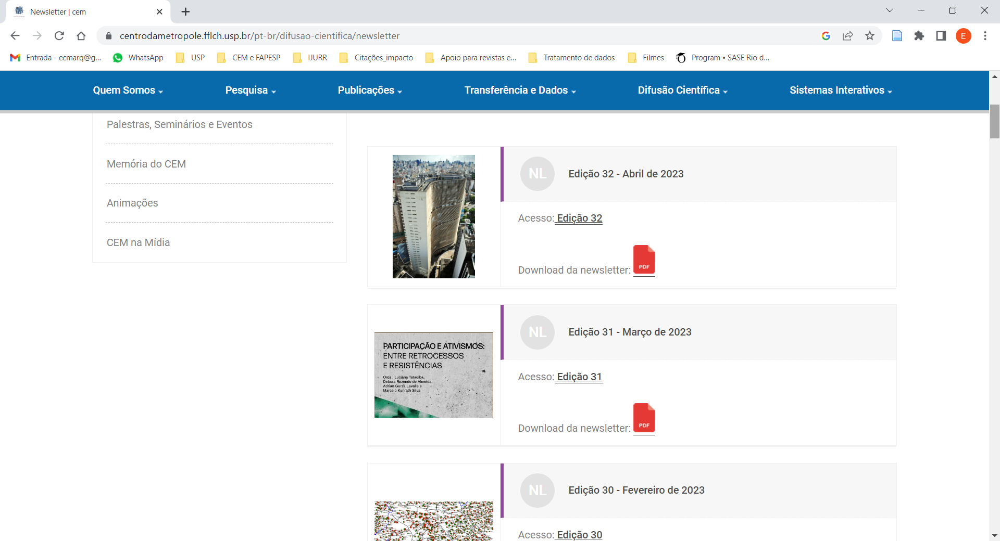 Newsletter | cem
centrodametropole.fflch.usp.br/pt-br/difusao-cientifica/newsletter
E
Entrada - ecmarq@g...
WhatsApp
USP
CEM e FAPESP
IJURR
Citações_impacto
Apoio para revistas e...
Tratamento de dados
Filmes
Program • SASE Rio d...
Quem Somos
Pesquisa
Publicações
Transferência e Dados
Difusão Científica
Sistemas Interativos
Palestras, Seminários e Eventos
Memória do CEM
Animações
CEM na Mídia
NL
Edição 32 - Abril de 2023
Acesso: Edição 32
Download da newsletter:
PDF
PARTICIPAÇÃO E ATIVISMOS:
ENTRE RETROCESSOS
E RESISTÊNCIAS
Orgs.: Luciana Tatagiba,
Debora Rezende de Almeida,
Adrian Gurza Lavalle e
Marcelo Kunrath Silva
NL
Edição 31 - Março de 2023
Acesso: Edição 31
Download da newsletter:
PDF
NL
Edição 30 - Fevereiro de 2023
Acesso: Edição 30